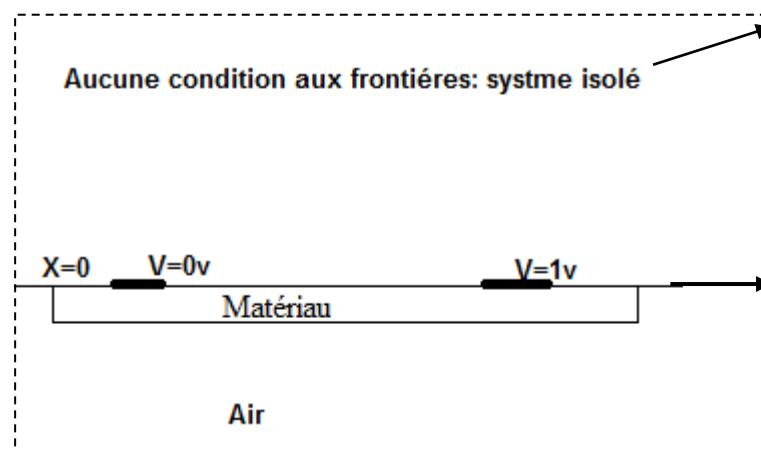 Aucune condition aux frontiéres: systme isolé
X=0
V=0v
V=1v
Matériau
Air